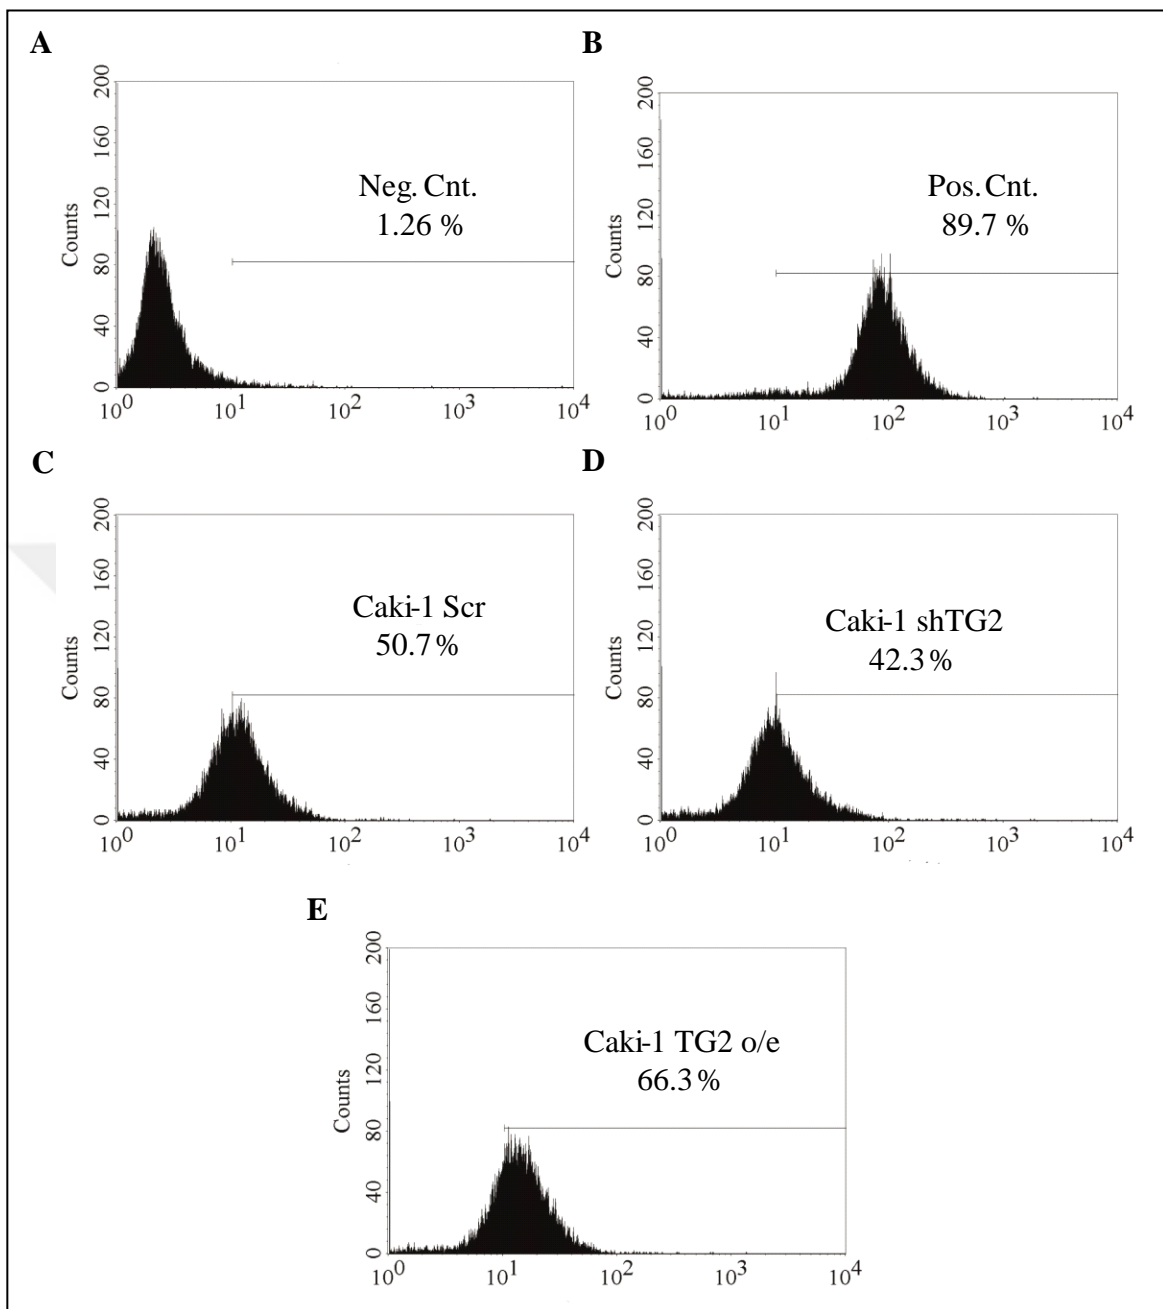 A
200
160
120
80
40
0
Counts
Neg. Cnt.
1.26 %
10^0 10^1 10^2 10^3 10^4
B
200
160
120
80
40
0
Counts
Pos. Cnt.
89.7 %
10^0 10^1 10^2 10^3 10^4
C
200
160
120
80
40
0
Counts
Caki-1 Scr
50.7 %
10^0 10^1 10^2 10^3 10^4
D
200
160
120
80
40
0
Counts
Caki-1 shTG2
42.3 %
10^0 10^1 10^2 10^3 10^4
E
200
160
120
80
40
0
Counts
Caki-1 TG2 o/e
66.3 %
10^0 10^1 10^2 10^3 10^4